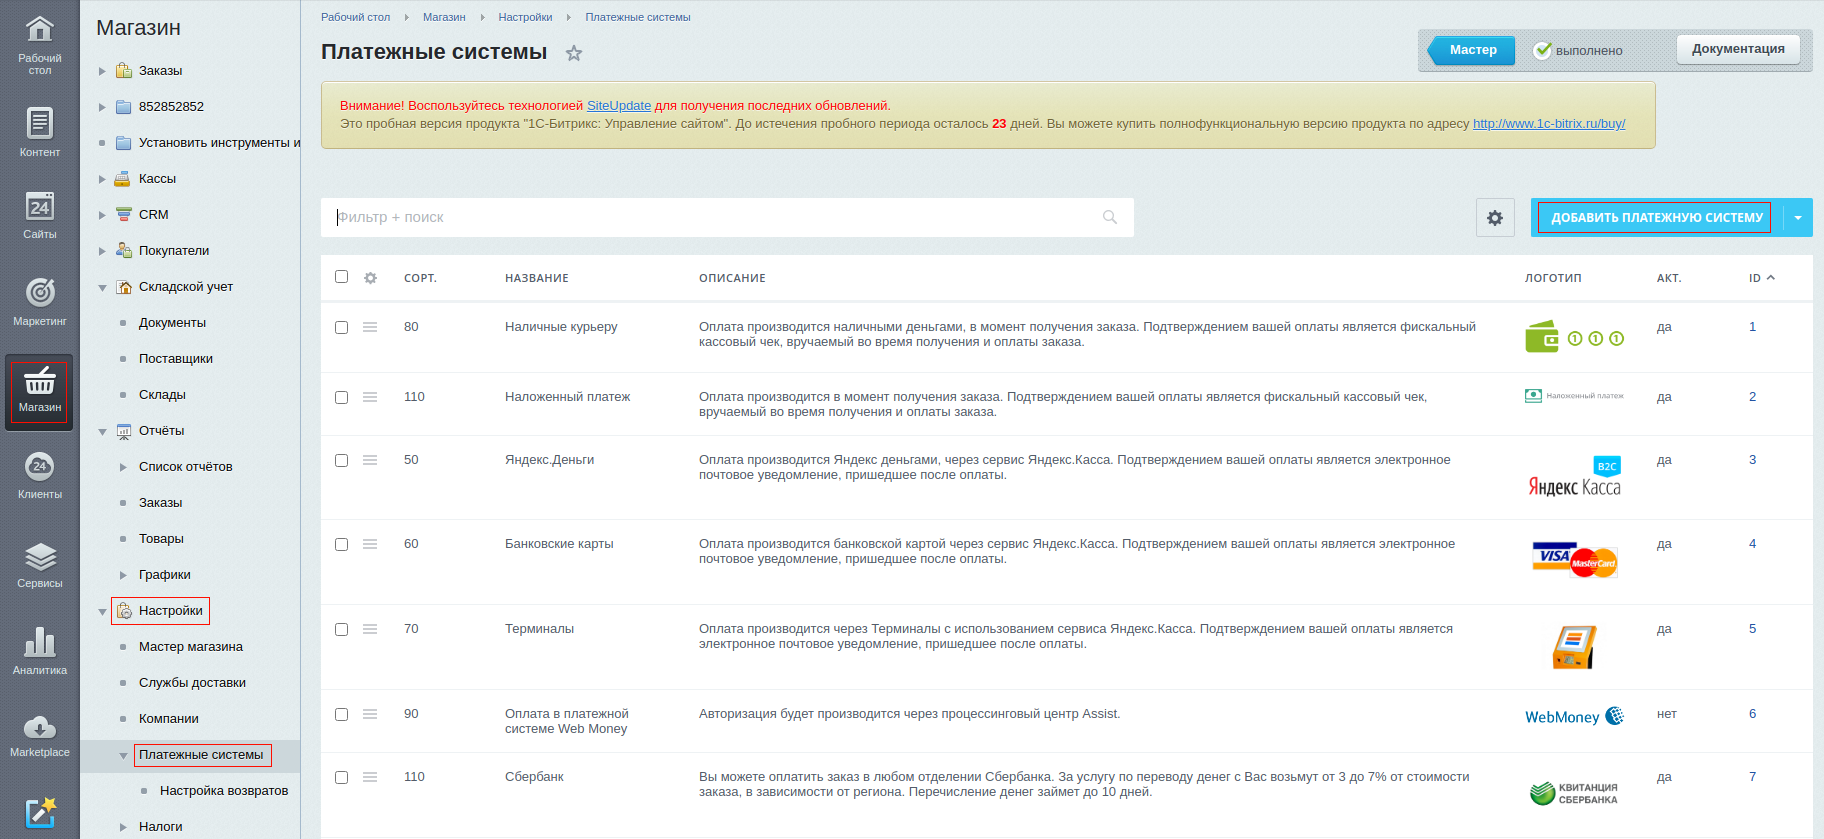 Рабочий стол
Магазин
Настройки
Платежные системы
Рабочий
стол
Контент
24
Сайты
Маркетинг
Магазин
24
Клиенты
Сервисы
Аналитика
Marketplace
Магазин
Заказы
852852852
Установить инструменты и
Кассы
CRM
Покупатели
Складской учет
Документы
Поставщики
Склады
Отчёты
Список отчётов
Заказы
Товары
Графики
Настройки
Мастер магазина
Службы доставки
Компании
Платежные системы
Настройка возвратов
Налоги
Платежные системы
Мастер
выполнено
Документация
Внимание! Воспользуйтесь технологией SiteUpdate для получения последних обновлений.
Это пробная версия продукта "1С-Битрикс: Управление сайтом". До истечения пробного периода осталось 23 дней. Вы можете купить полнофункциональную версию продукта по адресу http://www.1c-bitrix.ru/buy/
Фильтр + поиск
ДОБАВИТЬ ПЛАТЕЖНУЮ СИСТЕМУ
СОРТ. НАЗВАНИЕ ОПИСАНИЕ ЛОГОТИП АКТ. ID
80 Наличные курьеру Оплата производится наличными деньгами, в момент получения заказа. Подтверждением вашей оплаты является фискальный 1 1 1 да 1
кассовый чек, вручаемый во время получения и оплаты заказа.
110 Наложенный платеж Оплата производится в момент получения заказа. Подтверждением вашей оплаты является фискальный кассовый чек, Наложенный платеж да 2
вручаемый во время получения и оплаты заказа.
50 Яндекс.Деньги Оплата производится Яндекс деньгами, через сервис Яндекс.Касса. Подтверждением вашей оплаты является электронное B2C да 3
почтовое уведомление, пришедшее после оплаты. Яндекс Касса
60 Банковские карты Оплата производится банковской картой через сервис Яндекс.Касса. Подтверждением вашей оплаты является электронное VISA да 4
почтовое уведомление, пришедшее после оплаты. MasterCard
70 Терминалы Оплата производится через Терминалы с использованием сервиса Яндекс.Касса. Подтверждением вашей оплаты является да 5
электронное почтовое уведомление, пришедшее после оплаты.
90 Оплата в платежной Авторизация будет производится через процессинговый центр Assist. WebMoney нет 6
системе Web Money
110 Сбербанк Вы можете оплатить заказ в любом отделении Сбербанка. За услугу по переводу денег с Вас возьмут от 3 до 7% от стоимости да 7
заказа, в зависимости от региона. Перечисление денег займет до 10 дней. КВИТАНЦИЯ
СБЕРБАНКА